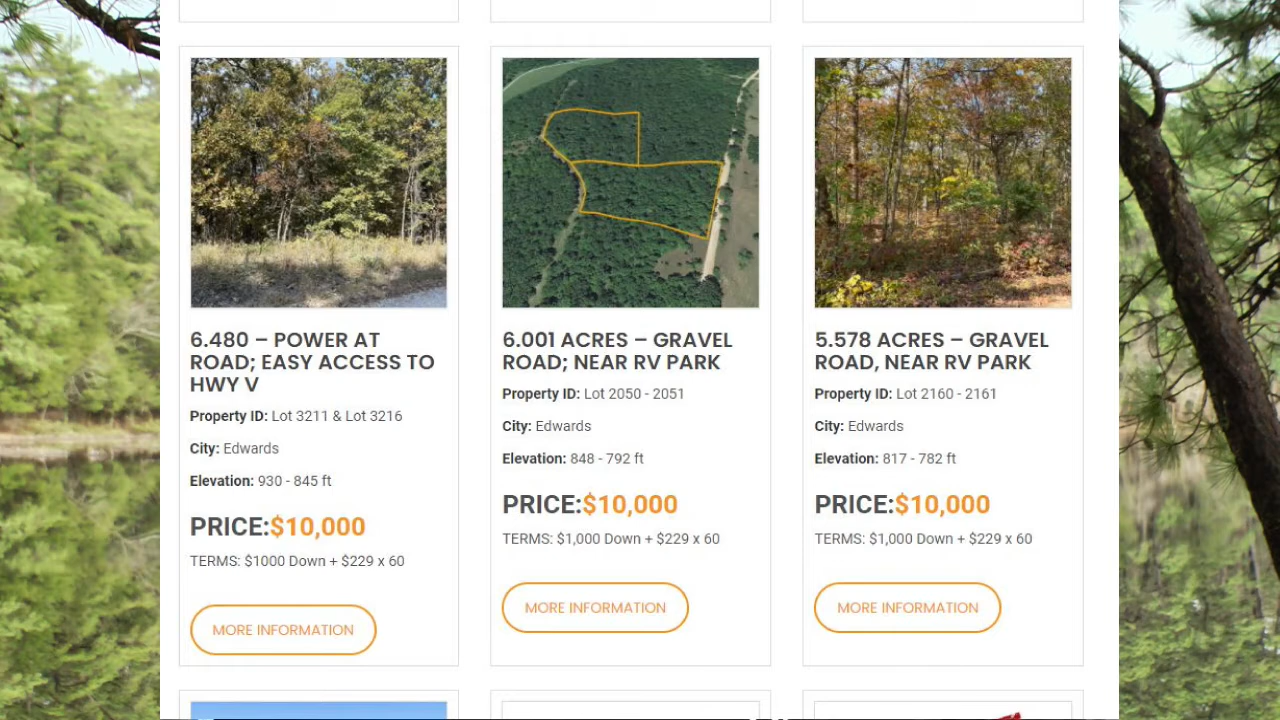 6.480 – POWER AT
ROAD; EASY ACCESS TO
HWY V
Property ID: Lot 3211 & Lot 3216
City: Edwards
Elevation: 930 - 845 ft
PRICE:$10,000
TERMS: $1000 Down + $229 x 60
MORE INFORMATION
6.001 ACRES – GRAVEL
ROAD; NEAR RV PARK
Property ID: Lot 2050 - 2051
City: Edwards
Elevation: 848 - 792 ft
PRICE:$10,000
TERMS: $1,000 Down + $229 x 60
MORE INFORMATION
5.578 ACRES – GRAVEL
ROAD, NEAR RV PARK
Property ID: Lot 2160 - 2161
City: Edwards
Elevation: 817 - 782 ft
PRICE:$10,000
TERMS: $1,000 Down + $229 x 60
MORE INFORMATION